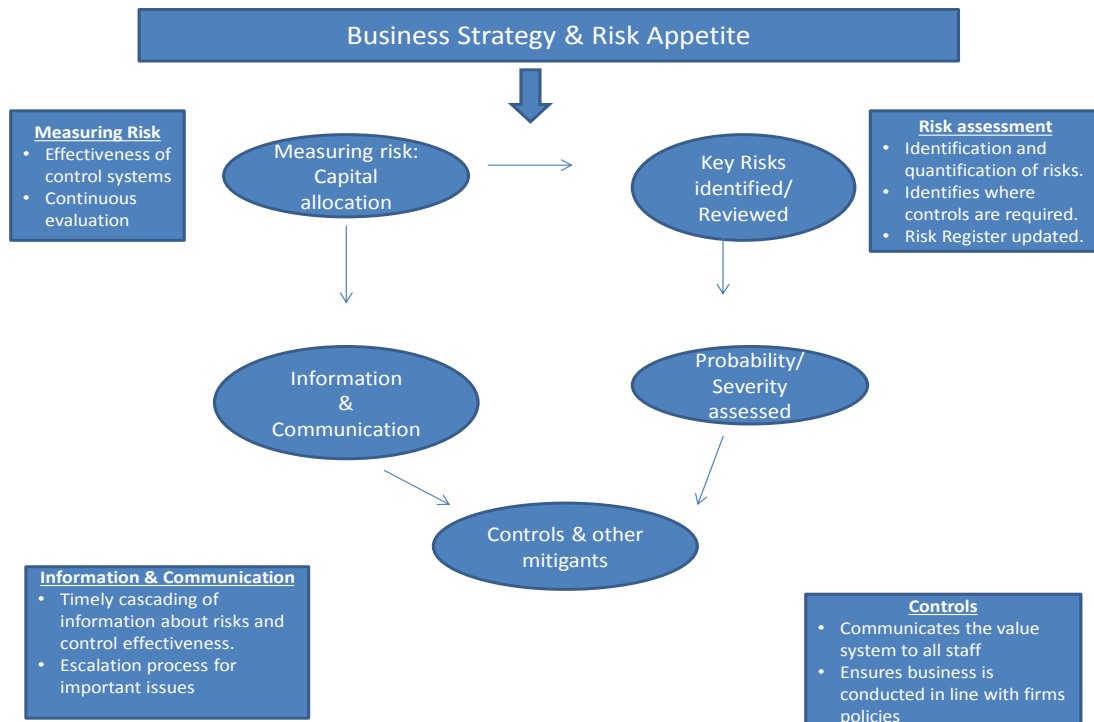 Business Strategy & Risk Appetite
Measuring Risk
• Effectiveness of
control systems
• Continuous
evaluation
Measuring risk:
Capital
allocation
Key Risks
identified/
Reviewed
Risk assessment
• Identification and
quantification of risks.
• Identifies where
controls are required.
• Risk Register updated.
Information
&
Communication
Probability/
Severity
assessed
Controls & other
mitigants
Information & Communication
• Timely cascading of
information about risks and
control effectiveness.
• Escalation process for
important issues
Controls
• Communicates the value
system to all staff
• Ensures business is
conducted in line with firms
policies